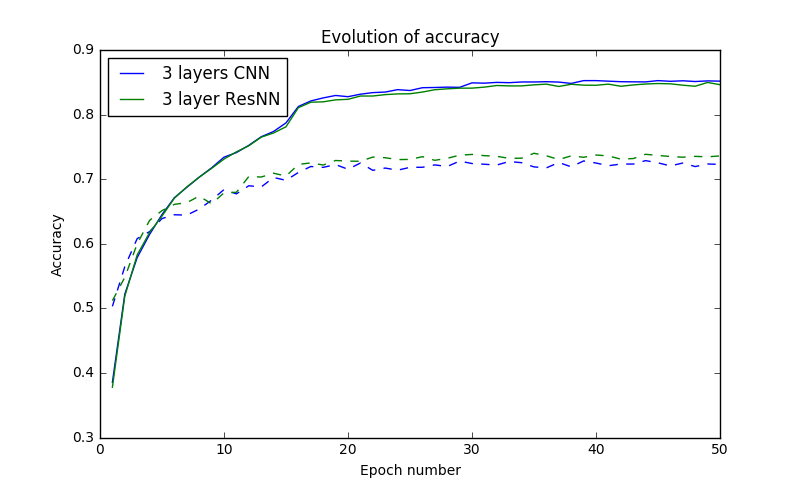 Evolution of accuracy
0.9
3 layers CNN
3 layer ResNN
0.8
0.7
0.6
0.5
0.4
0.3
Accuracy
0 10 20 30 40 50
Epoch number